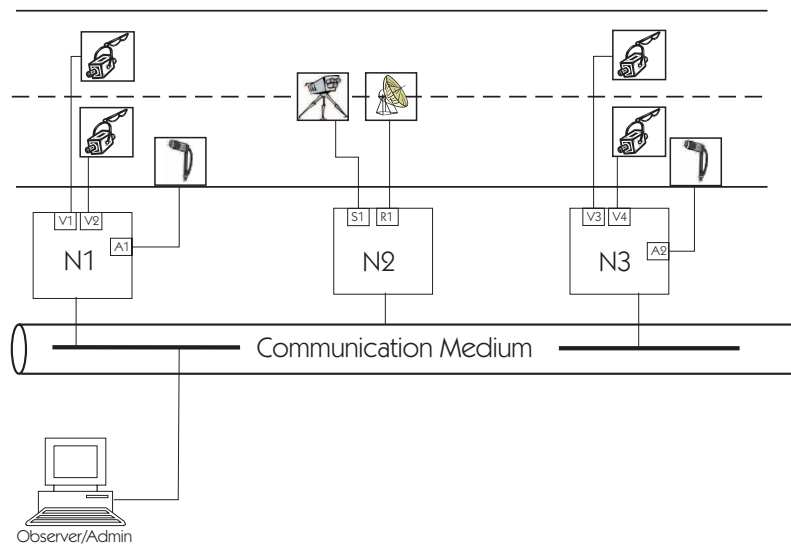 V1 V2
A1
N1
S1 R1
N2
V3 V4
A2
N3
Communication Medium
Observer/Admin